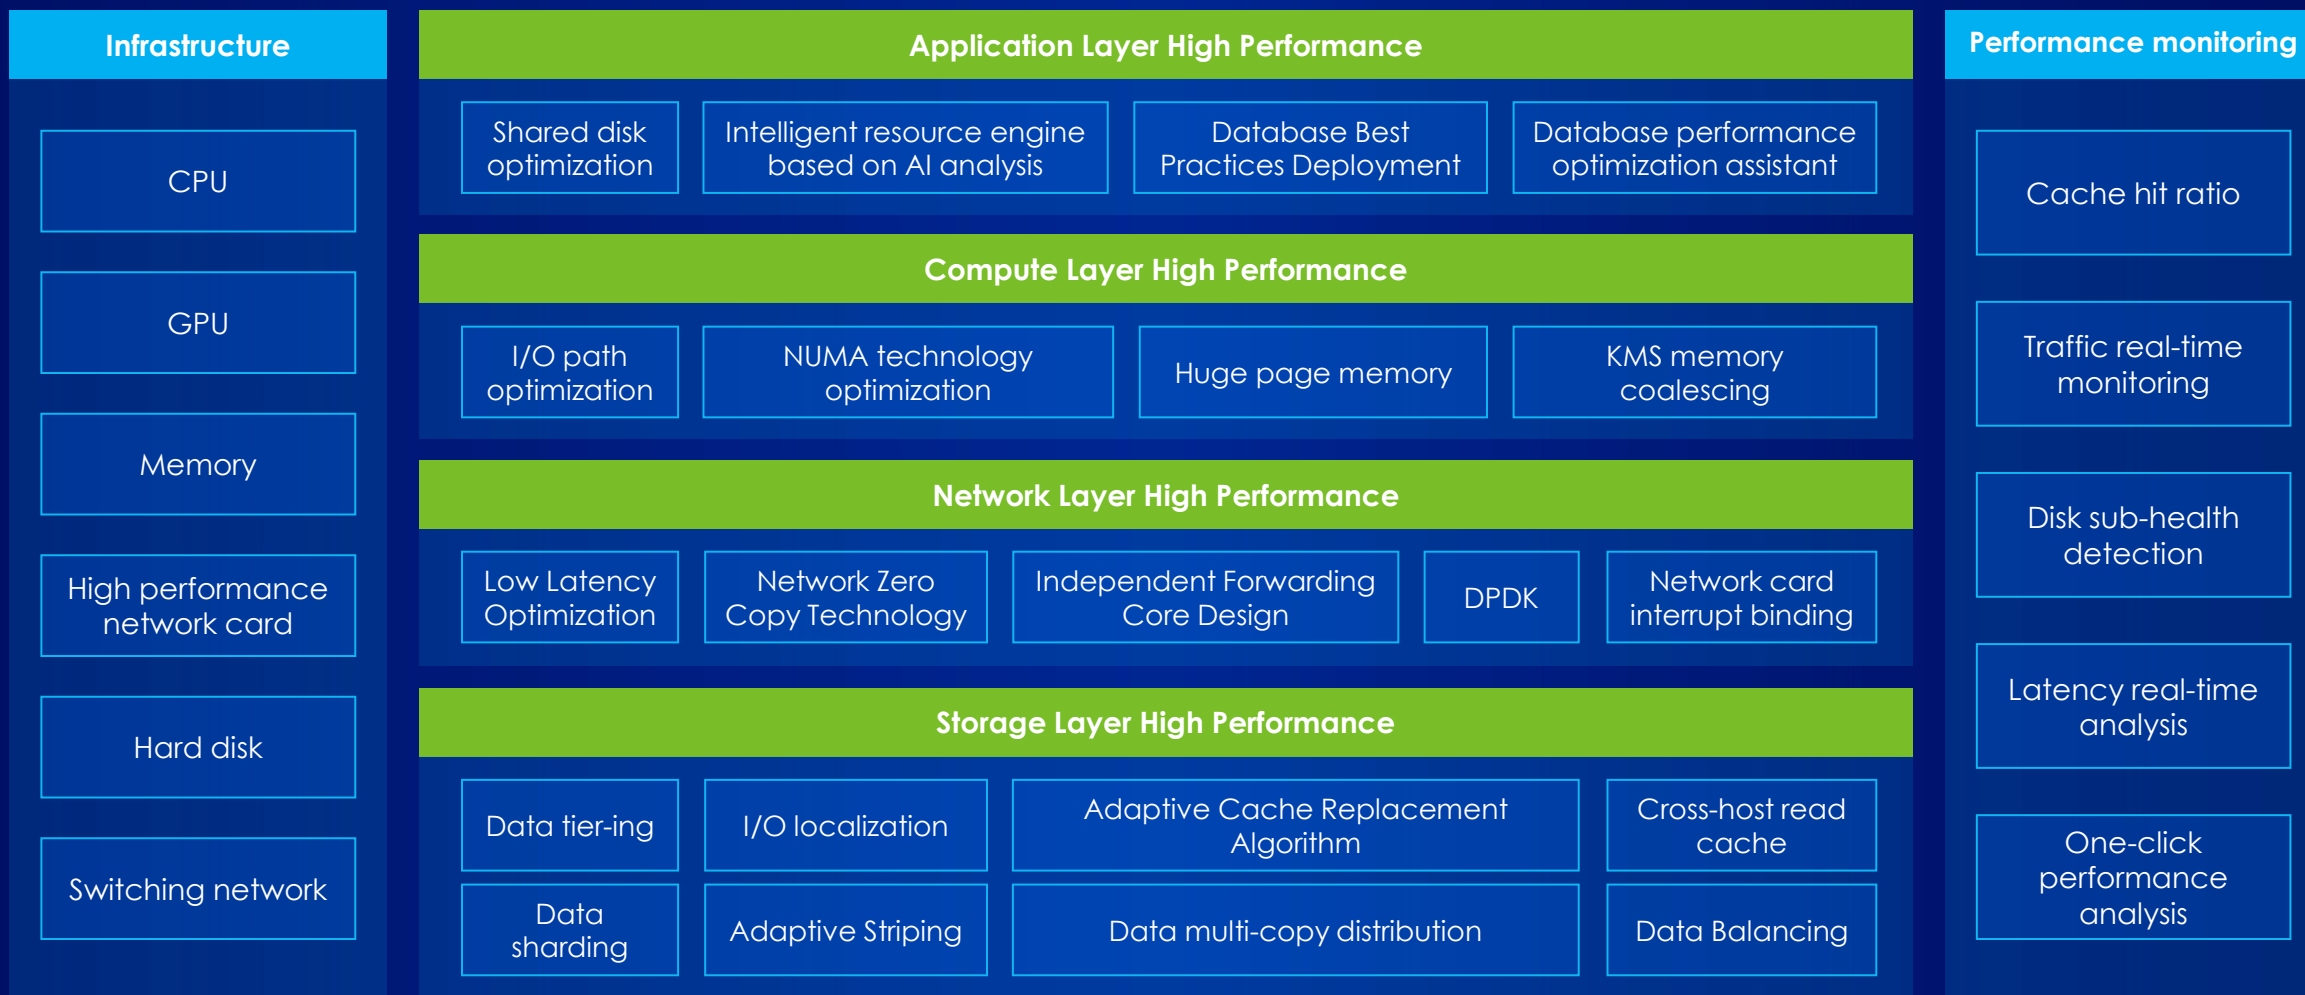 Infrastructure
CPU
GPU
Memory
High performance
network card
Hard disk
Switching network
Application Layer High Performance
Shared disk
optimization
Intelligent resource engine
based on AI analysis
Database Best
Practices Deployment
Database performance
optimization assistant
Compute Layer High Performance
I/O path
optimization
NUMA technology
optimization
Huge page memory
KMS memory
coalescing
Network Layer High Performance
Low Latency
Optimization
Network Zero
Copy Technology
Independent Forwarding
Core Design
DPDK
Network card
interrupt binding
Storage Layer High Performance
Data tier-ing
I/O localization
Adaptive Cache Replacement
Algorithm
Cross-host read
cache
Data
sharding
Adaptive Striping
Data multi-copy distribution
Data Balancing
Performance monitoring
Cache hit ratio
Traffic real-time
monitoring
Disk sub-health
detection
Latency real-time
analysis
One-click
performance
analysis